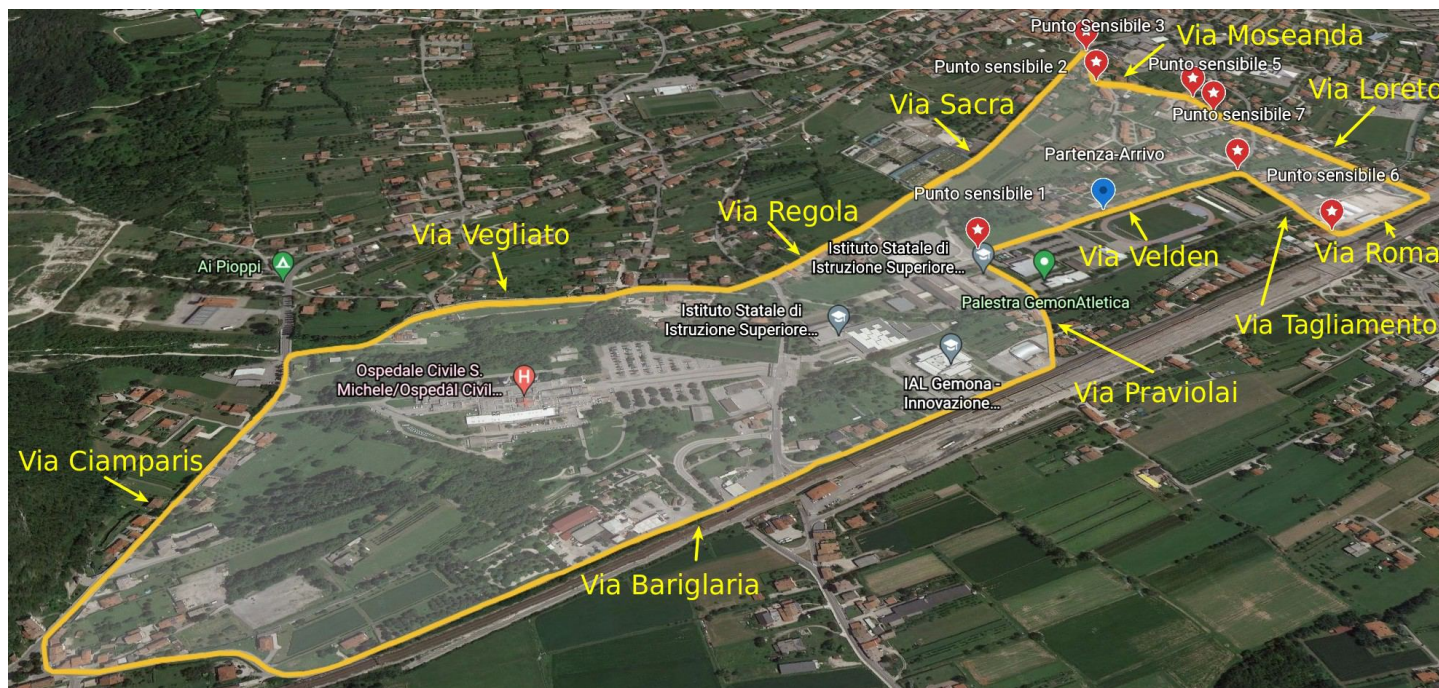 Punto Sensibile 3
Via Moseanda
Punto sensibile 2
Punto sensibile 5
Via Sacra
Via Loreto
Punto sensibile 7
Partenza-Arrivo
Punto sensibile 6
Punto sensibile 1
Via Regola
Via Vegliato
Istituto Statale di
Istruzione Superiore...
Via Velden
Via Roma
Ai Pioppi
Palestra GemonAtletica
Istituto Statale di
Istruzione Superiore...
Via Tagliamento
Ospedale Civile S.
Michele/Ospedâl Civîl...
H
IAL Gemona -
Innovazione...
Via Praviolai
Via Ciamparis
Via Bariglaria